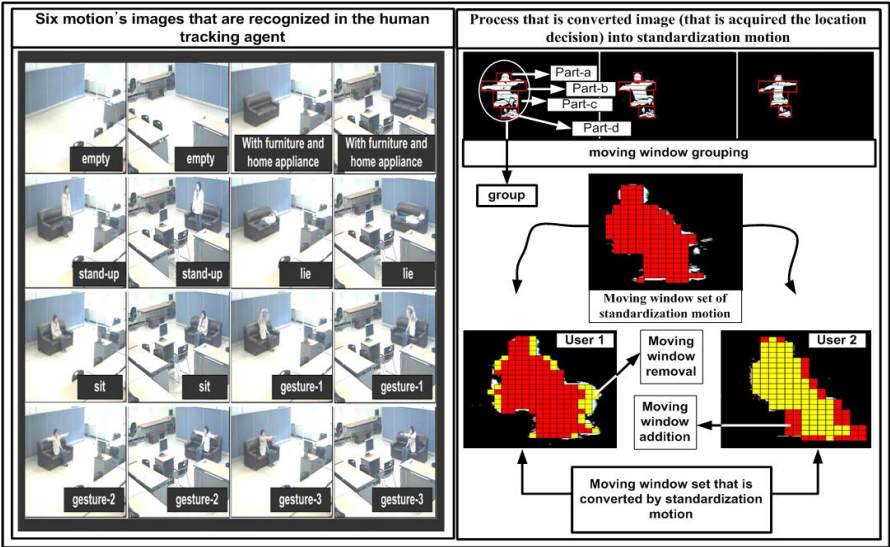 Six motion's images that are recognized in the human
tracking agent
empty
empty
With furniture and
home appliance
With furniture and
home appliance
stand-up
stand-up
lie
lie
sit
sit
gesture-1
gesture-1
gesture-2
gesture-2
gesture-3
gesture-3
Process that is converted image (that is acquired the location
decision) into standardization motion
Part-a
Part-b
Part-c
Part-d
moving window grouping
group
Moving window set of
standardization motion
User 1
Moving
window
removal
User 2
Moving
window
addition
Moving window set that is
converted by standardization
motion